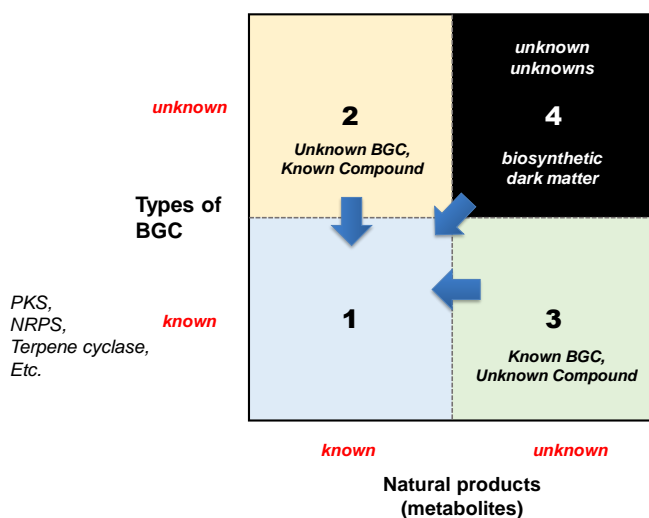 unknown
unknowns
unknown
2
4
Unknown BGC,
Known Compound
biosynthetic
dark matter
Types of
BGC
PKS,
NRPS,
Terpene cyclase,
Etc.
known
1
3
Known BGC,
Unknown Compound
known
unknown
Natural products
(metabolites)